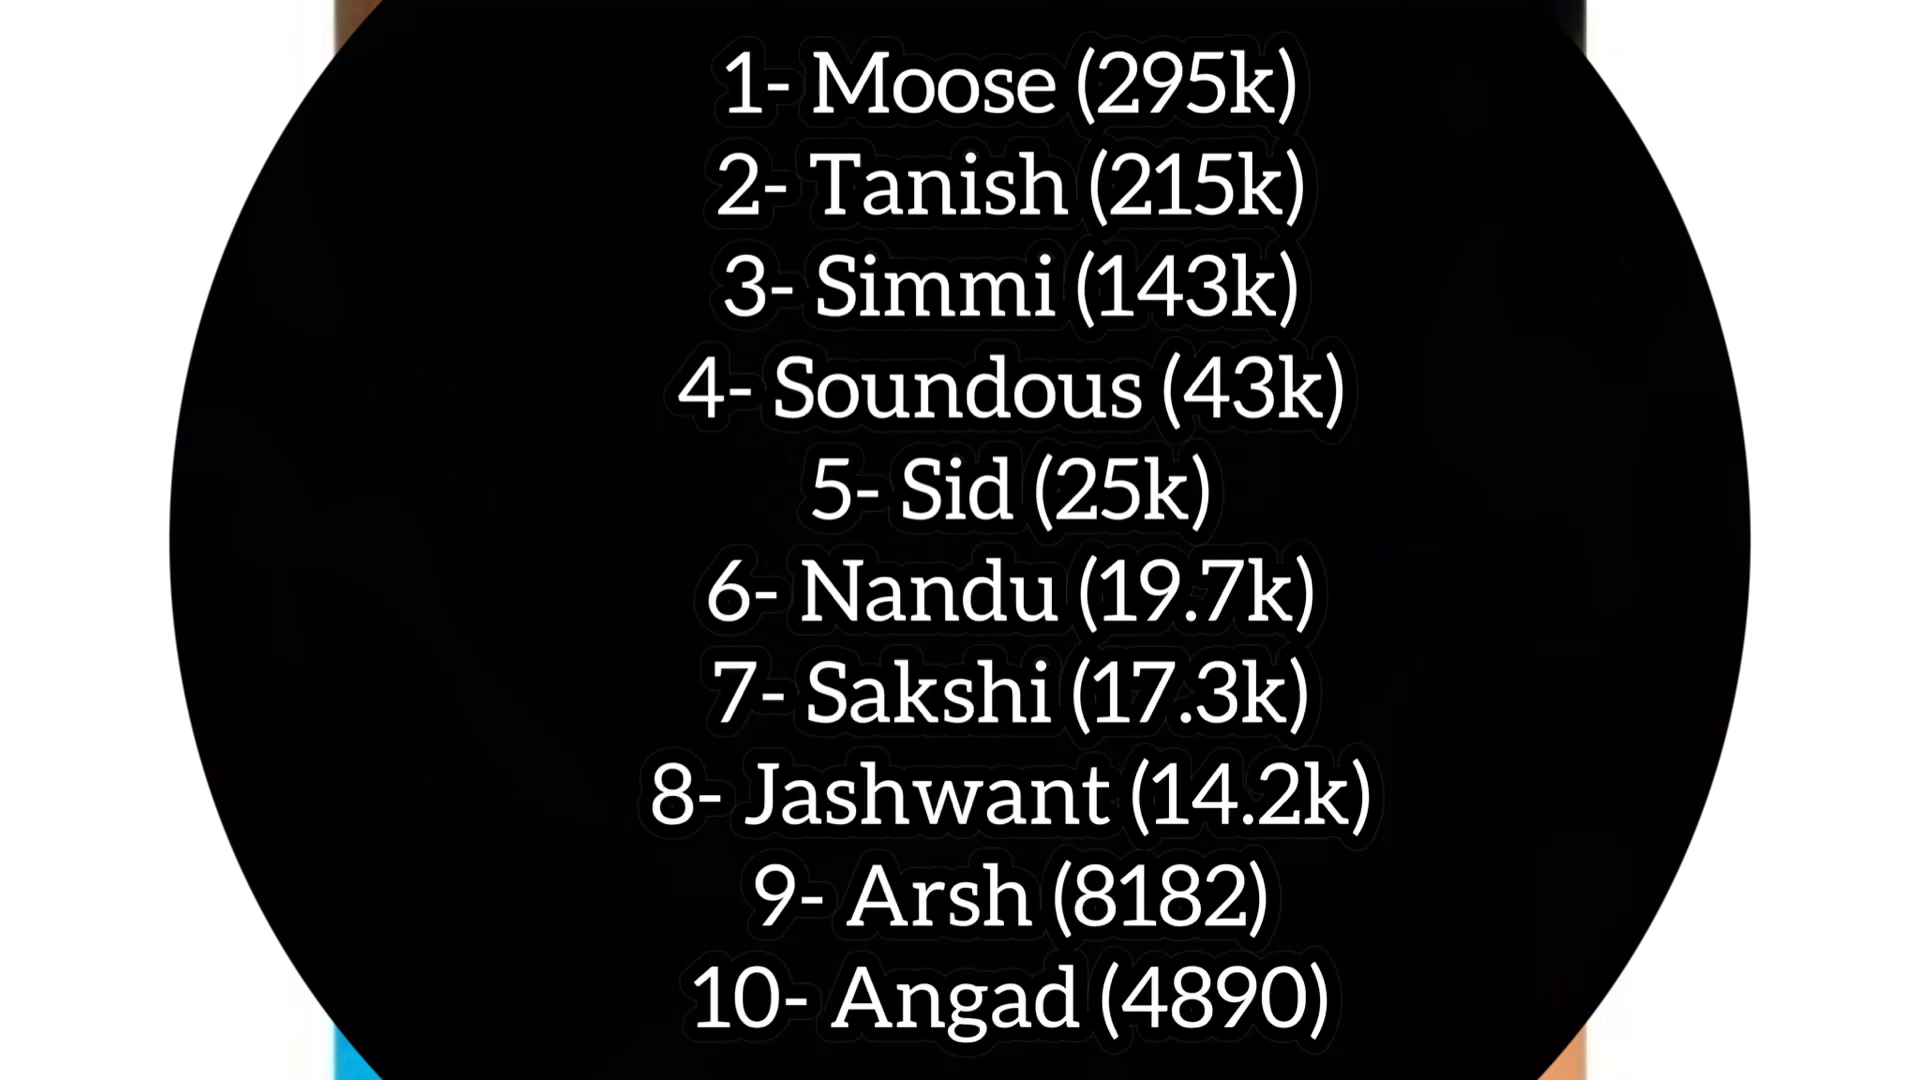 1- Moose (295k)
2- Tanish (215k)
3- Simmi (143k)
4- Soundous (43k)
5- Sid (25k)
6- Nandu (19.7k)
7- Sakshi (17.3k)
8- Jashwant (14.2k)
9- Arsh (8182)
10- Angad (4890)